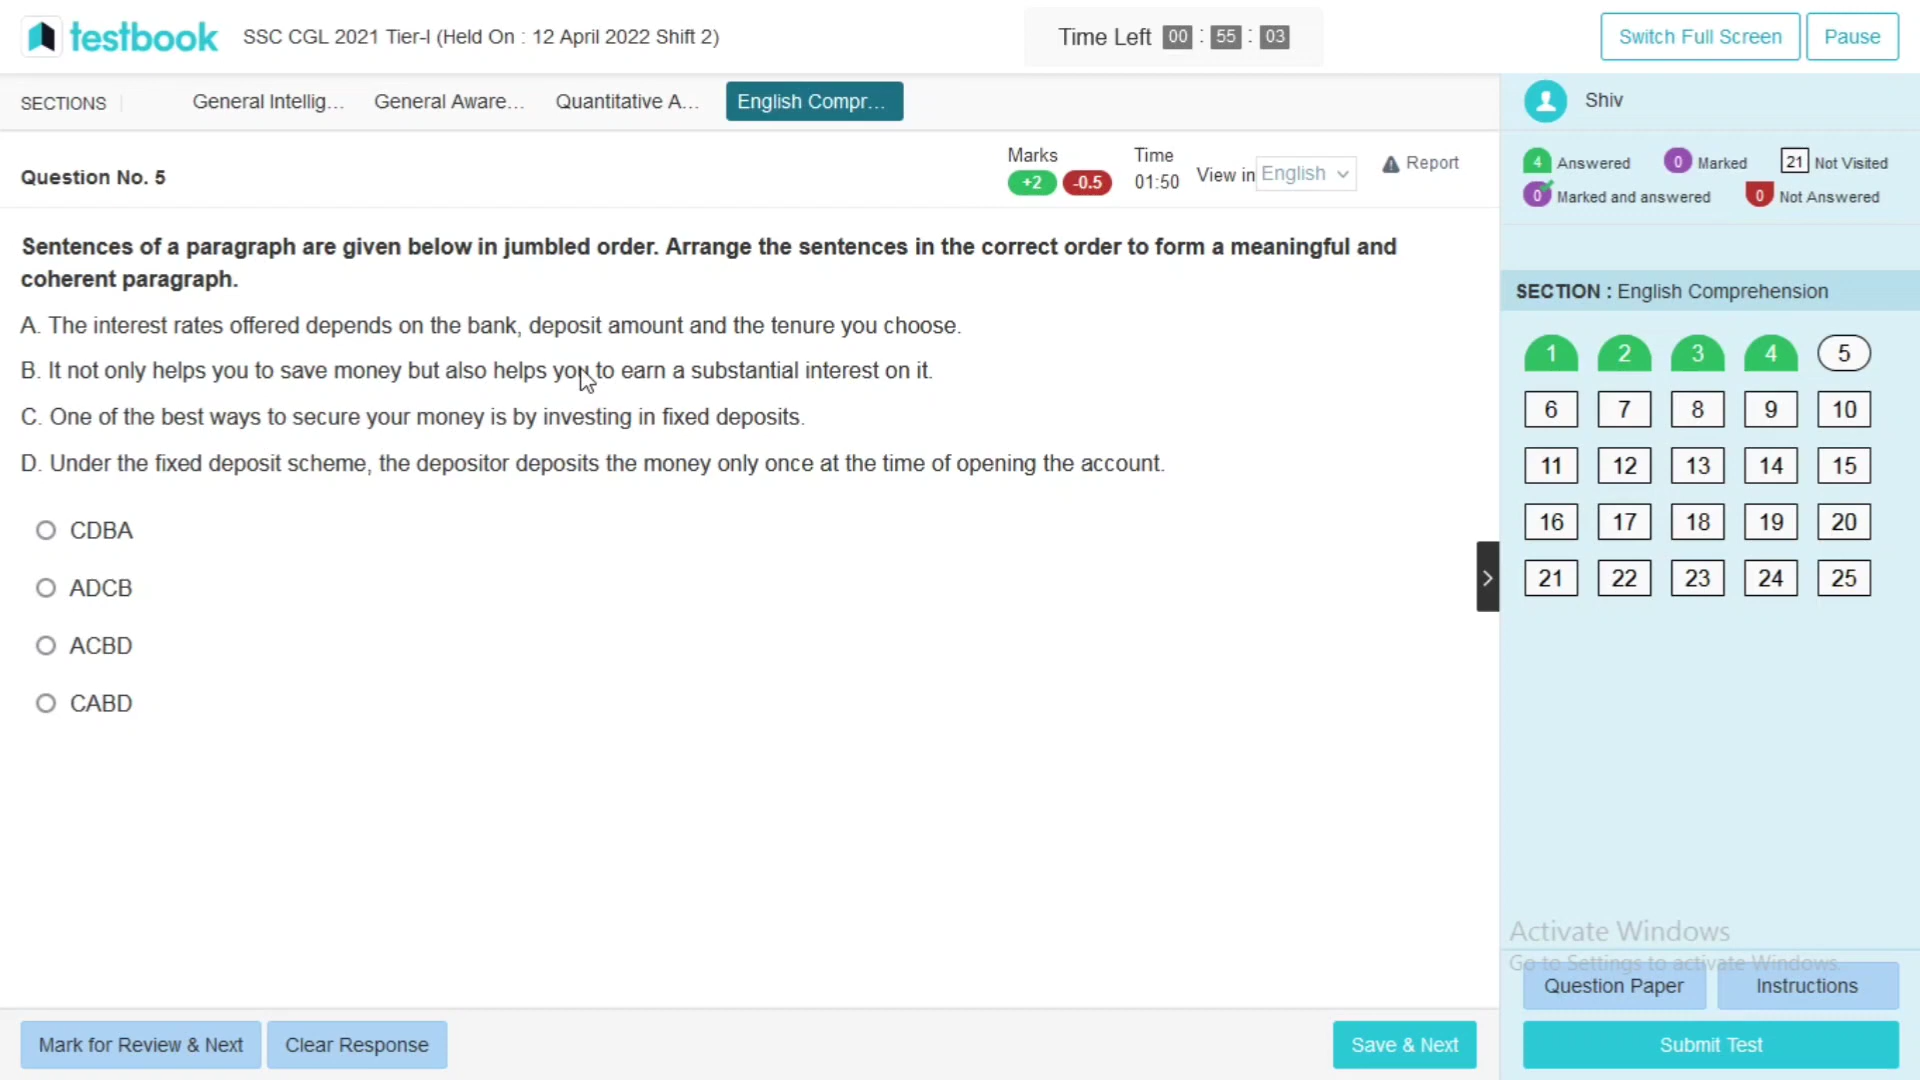 testbook SSC CGL 2021 Tier-I (Held On : 12 April 2022 Shift 2) Time Left 00 : 55 : 03 Switch Full Screen Pause
SECTIONS General Intellig... General Aware... Quantitative A... English Compr... Shiv
Question No. 5 Marks +2 -0.5 Time 01:50 View in English Report
4 Answered 0 Marked 21 Not Visited
0 Marked and answered 0 Not Answered
Sentences of a paragraph are given below in jumbled order. Arrange the sentences in the correct order to form a meaningful and
coherent paragraph.
A. The interest rates offered depends on the bank, deposit amount and the tenure you choose.
B. It not only helps you to save money but also helps you to earn a substantial interest on it.
C. One of the best ways to secure your money is by investing in fixed deposits.
D. Under the fixed deposit scheme, the depositor deposits the money only once at the time of opening the account.
CDBA
ADCB
ACBD
CABD
SECTION : English Comprehension
1 2 3 4 5
6 7 8 9 10
11 12 13 14 15
16 17 18 19 20
21 22 23 24 25
Activate Windows
Go to Settings to activate Windows.
Question Paper Instructions
Mark for Review & Next Clear Response Save & Next Submit Test